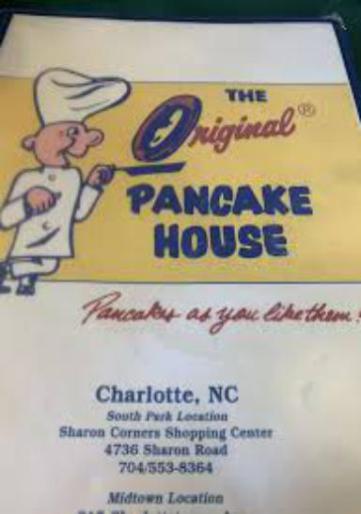 THE
Original®
PANCAKE
HOUSE
Pancakes as you like them!
Charlotte, NC
South Park Location
Sharon Corners Shopping Center
4736 Sharon Road
704/553-8364
Midtown Location